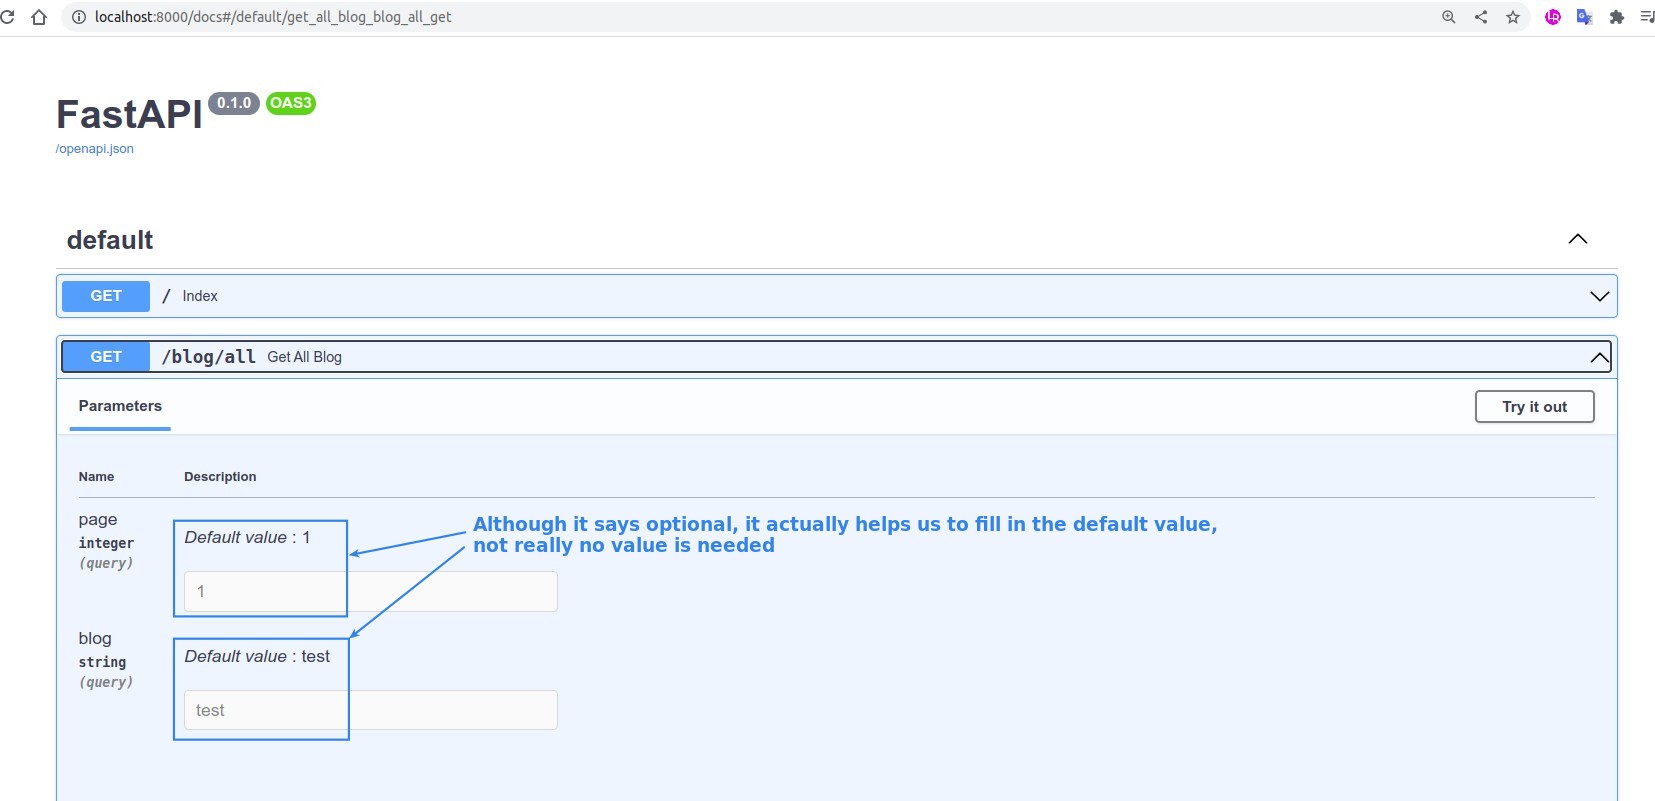 localhost:8000/docs#/default/get_all_blog_blog_all_get
FastAPI 0.1.0 OAS3
/openapi.json
default
GET / Index
GET /blog/all Get All Blog
Parameters
Try it out
Name Description
page
integer
(query)
Default value : 1
1
Although it says optional, it actually helps us to fill in the default value,
not really no value is needed
blog
string
(query)
Default value : test
test